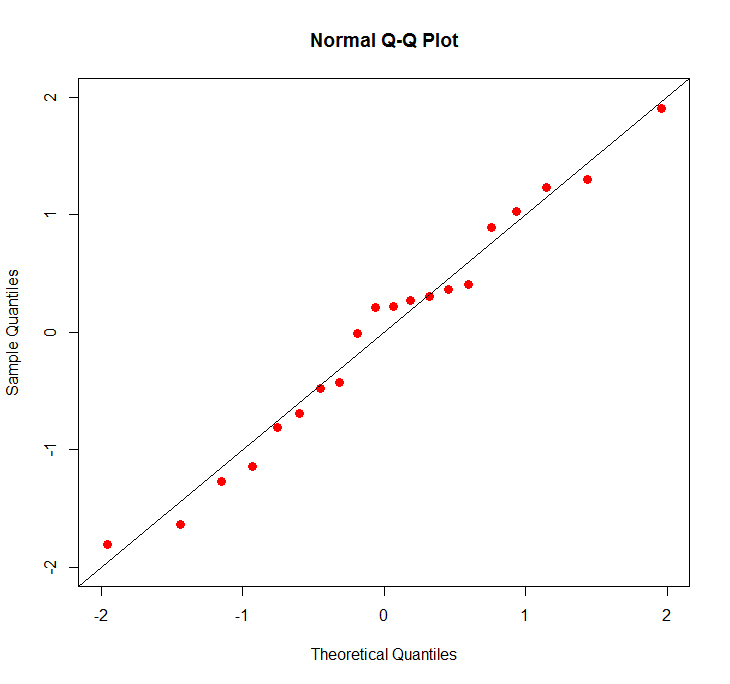 Normal Q-Q Plot
2
1
0
-1
-2
Sample Quantiles
-2 -1 0 1 2
Theoretical Quantiles